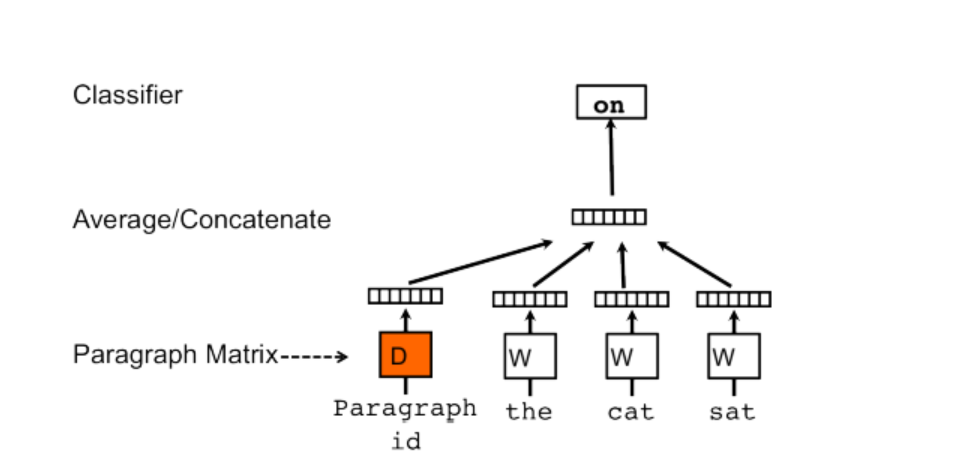 Classifier
on
Average/Concatenate
Paragraph Matrix----->
D
W
W
W
Paragraph
id
the
cat
sat